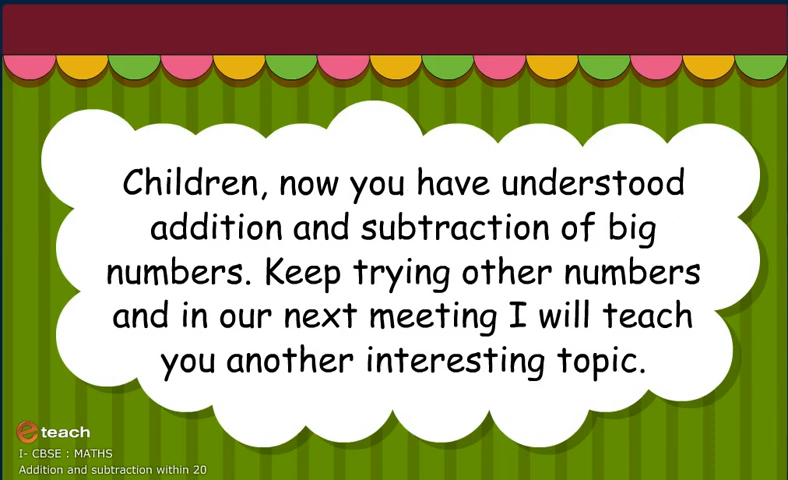 Children, now you have understood
addition and subtraction of big
numbers. Keep trying other numbers
and in our next meeting I will teach
you another interesting topic.
e teach
I- CBSE : MATHS
Addition and subtraction within 20